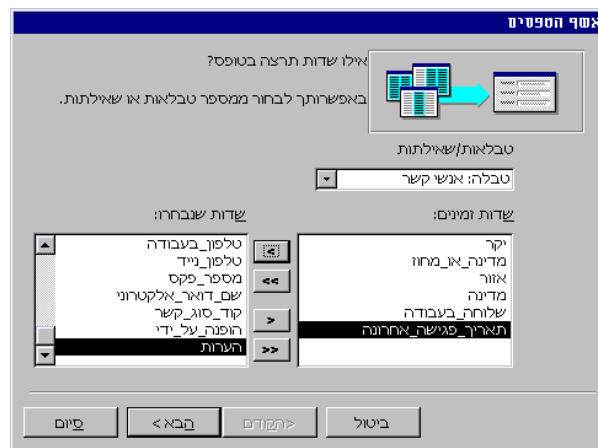 אשף הטפסים
אילו שדות תרצה בטופס?
באפשרותך לבחור ממספר טבלאות או שאילתות.
טבלאות/שאילתות
טבלה: אנשי קשר
שדות זמינים:
יקר
מדינה_או_מחוז
אזור
מדינה
שלוחה_בעבודה
תאריך_פגישה_אחרונה
>
>>
<
<<
שדות שנבחרו:
טלפון_בעבודה
טלפון_נייד
מספר_פקס
שם_דואר_אלקטרוני
קוד_סוג_קשר
הופנה_על_ידי
הערות
ביטול
<הקודם
הבא>
סיום